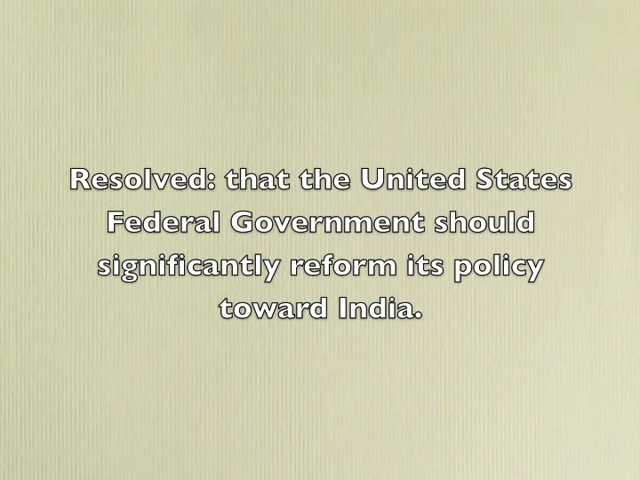 Resolved: that the United States
Federal Government should
significantly reform its policy
toward India.